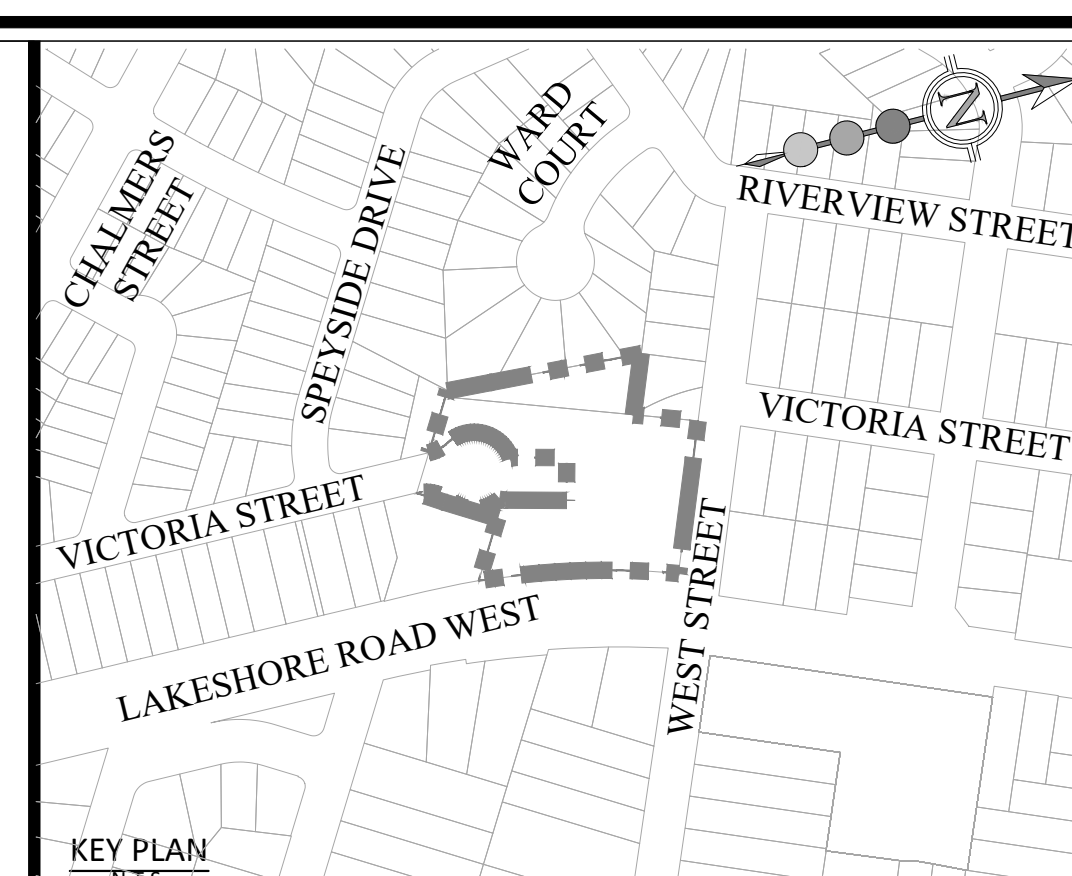 WARD
COURT
N
CHALMERS
STREET
SPEYSIDE DRIVE
RIVERVIEW STREET
VICTORIA STREET
VICTORIA STREET
WEST STREET
LAKESHORE ROAD WEST
KEY PLAN
N.T.S.